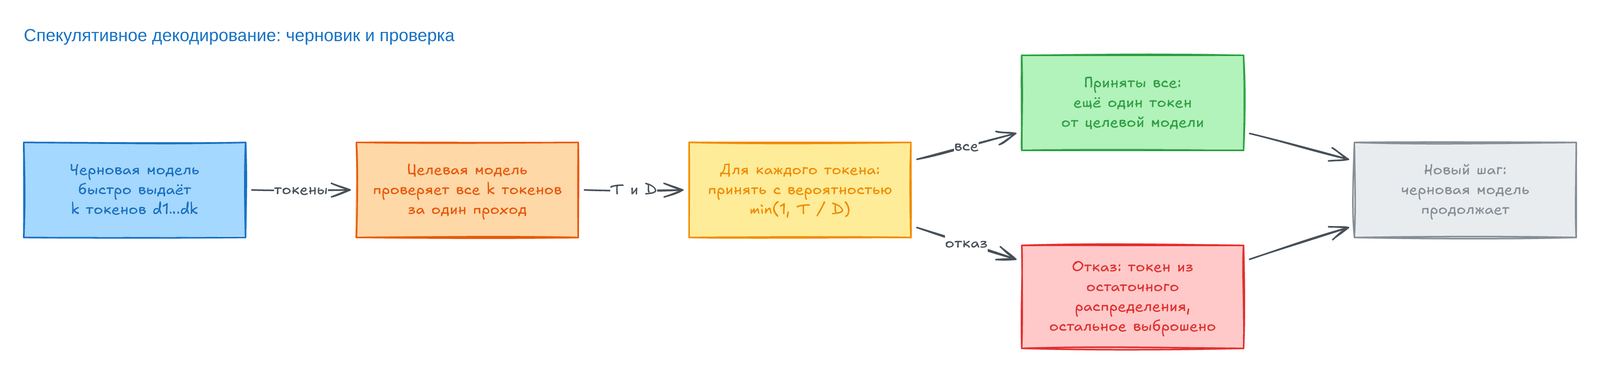 Спекулятивное декодирование: черновик и проверка
Черновая модель
быстро выдаёт
k токенов d1...dk
токены
Целевая модель
проверяет все k токенов
за один проход
T и D
Для каждого токена:
принять с вероятностью
min(1, T / D)
все
Приняты все:
ещё один токен
от целевой модели
отказ
Отказ: токен из
остаточного
распределения,
остальное выброшено
Новый шаг:
черновая модель
продолжает